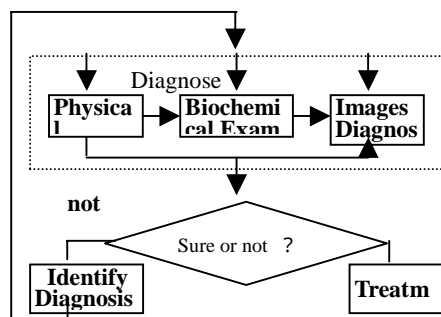 Diagnose
Physica
l
Biochemi
cal Exam
Images
Diagnos
not
Sure or not ？
Identify
Diagnosis
Treatm